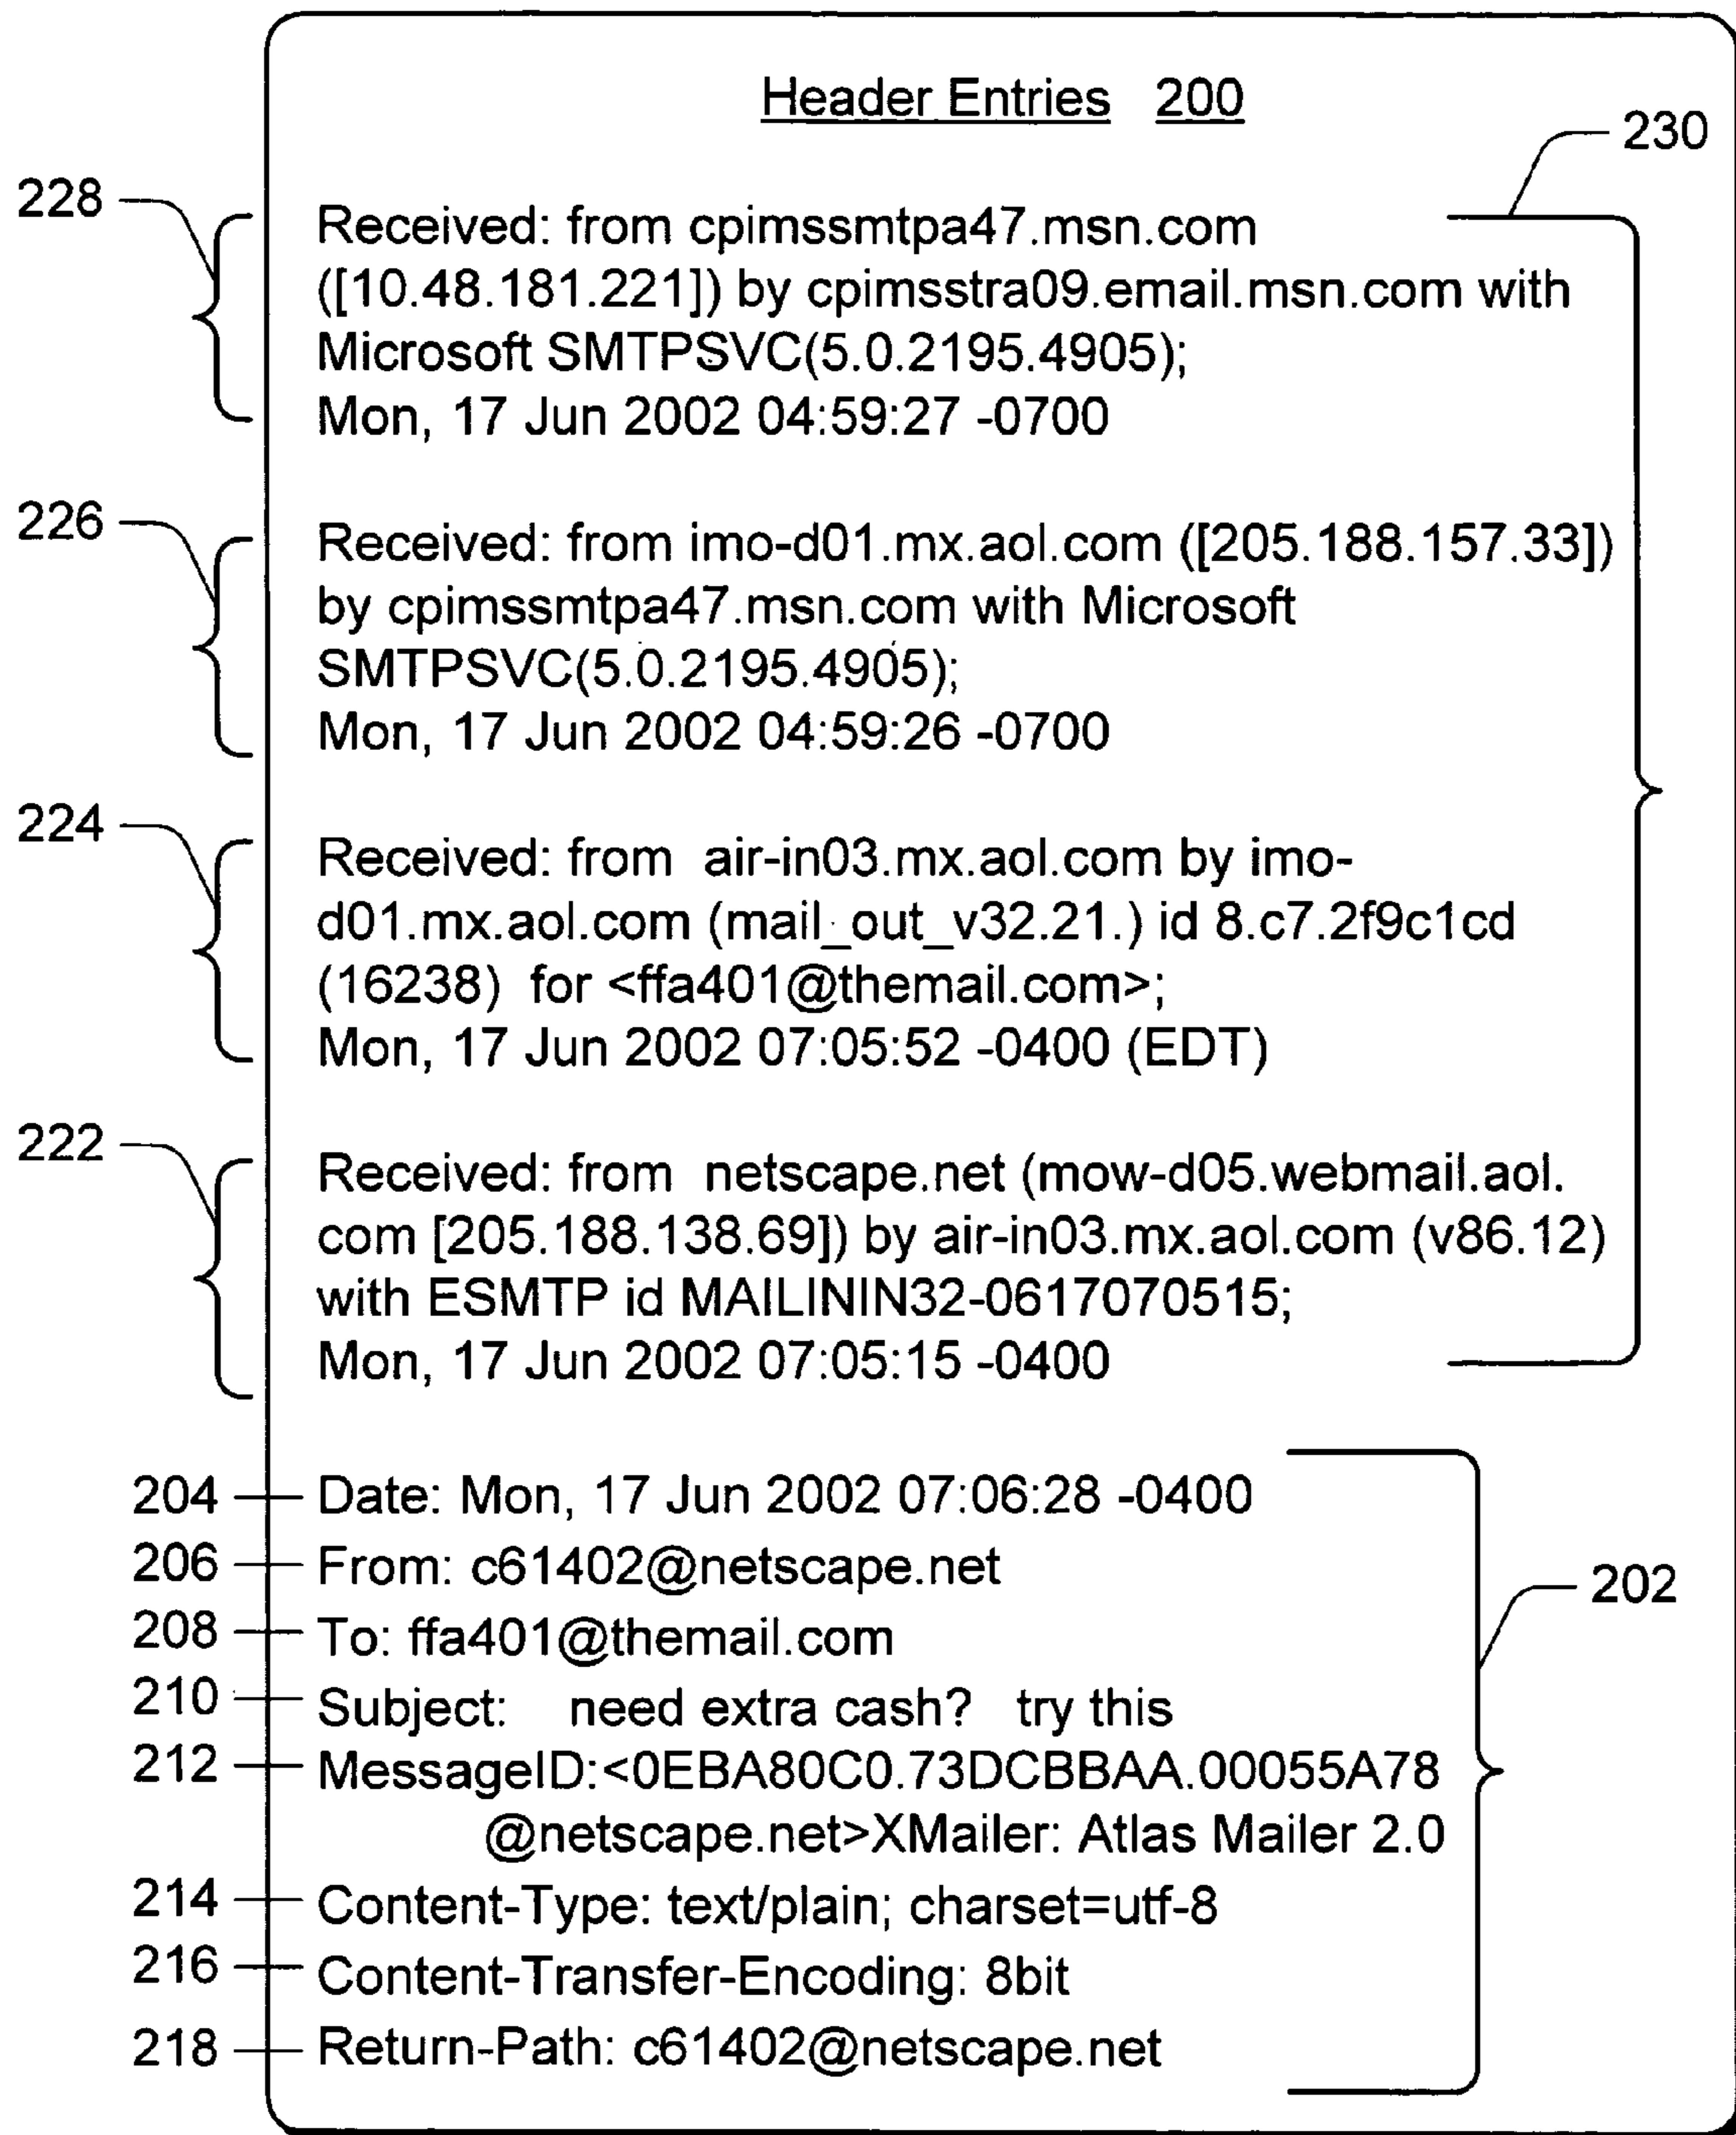 Header Entries 200
230
228
Received: from cpimssmtpa47.msn.com
([10.48.181.221]) by cpimsstra09.email.msn.com with
Microsoft SMTPSVC(5.0.2195.4905);
Mon, 17 Jun 2002 04:59:27 -0700
226
Received: from imo-d01.mx.aol.com ([205.188.157.33])
by cpimssmtpa47.msn.com with Microsoft
SMTPSVC(5.0.2195.4905);
Mon, 17 Jun 2002 04:59:26 -0700
224
Received: from air-in03.mx.aol.com by imo-
d01.mx.aol.com (mail_out_v32.21.) id 8.c7.2f9c1cd
(16238) for <ffa401@themail.com>;
Mon, 17 Jun 2002 07:05:52 -0400 (EDT)
222
Received: from netscape.net (mow-d05.webmail.aol.
com [205.188.138.69]) by air-in03.mx.aol.com (v86.12)
with ESMTP id MAILININ32-0617070515;
Mon, 17 Jun 2002 07:05:15 -0400
204 Date: Mon, 17 Jun 2002 07:06:28 -0400
206 From: c61402@netscape.net
202
208 To: ffa401@themail.com
210 Subject: need extra cash? try this
212 MessageID:<0EBA80C0.73DCBBAA.00055A78
@netscape.net>XMailer: Atlas Mailer 2.0
214 Content-Type: text/plain; charset=utf-8
216 Content-Transfer-Encoding: 8bit
218 Return-Path: c61402@netscape.net